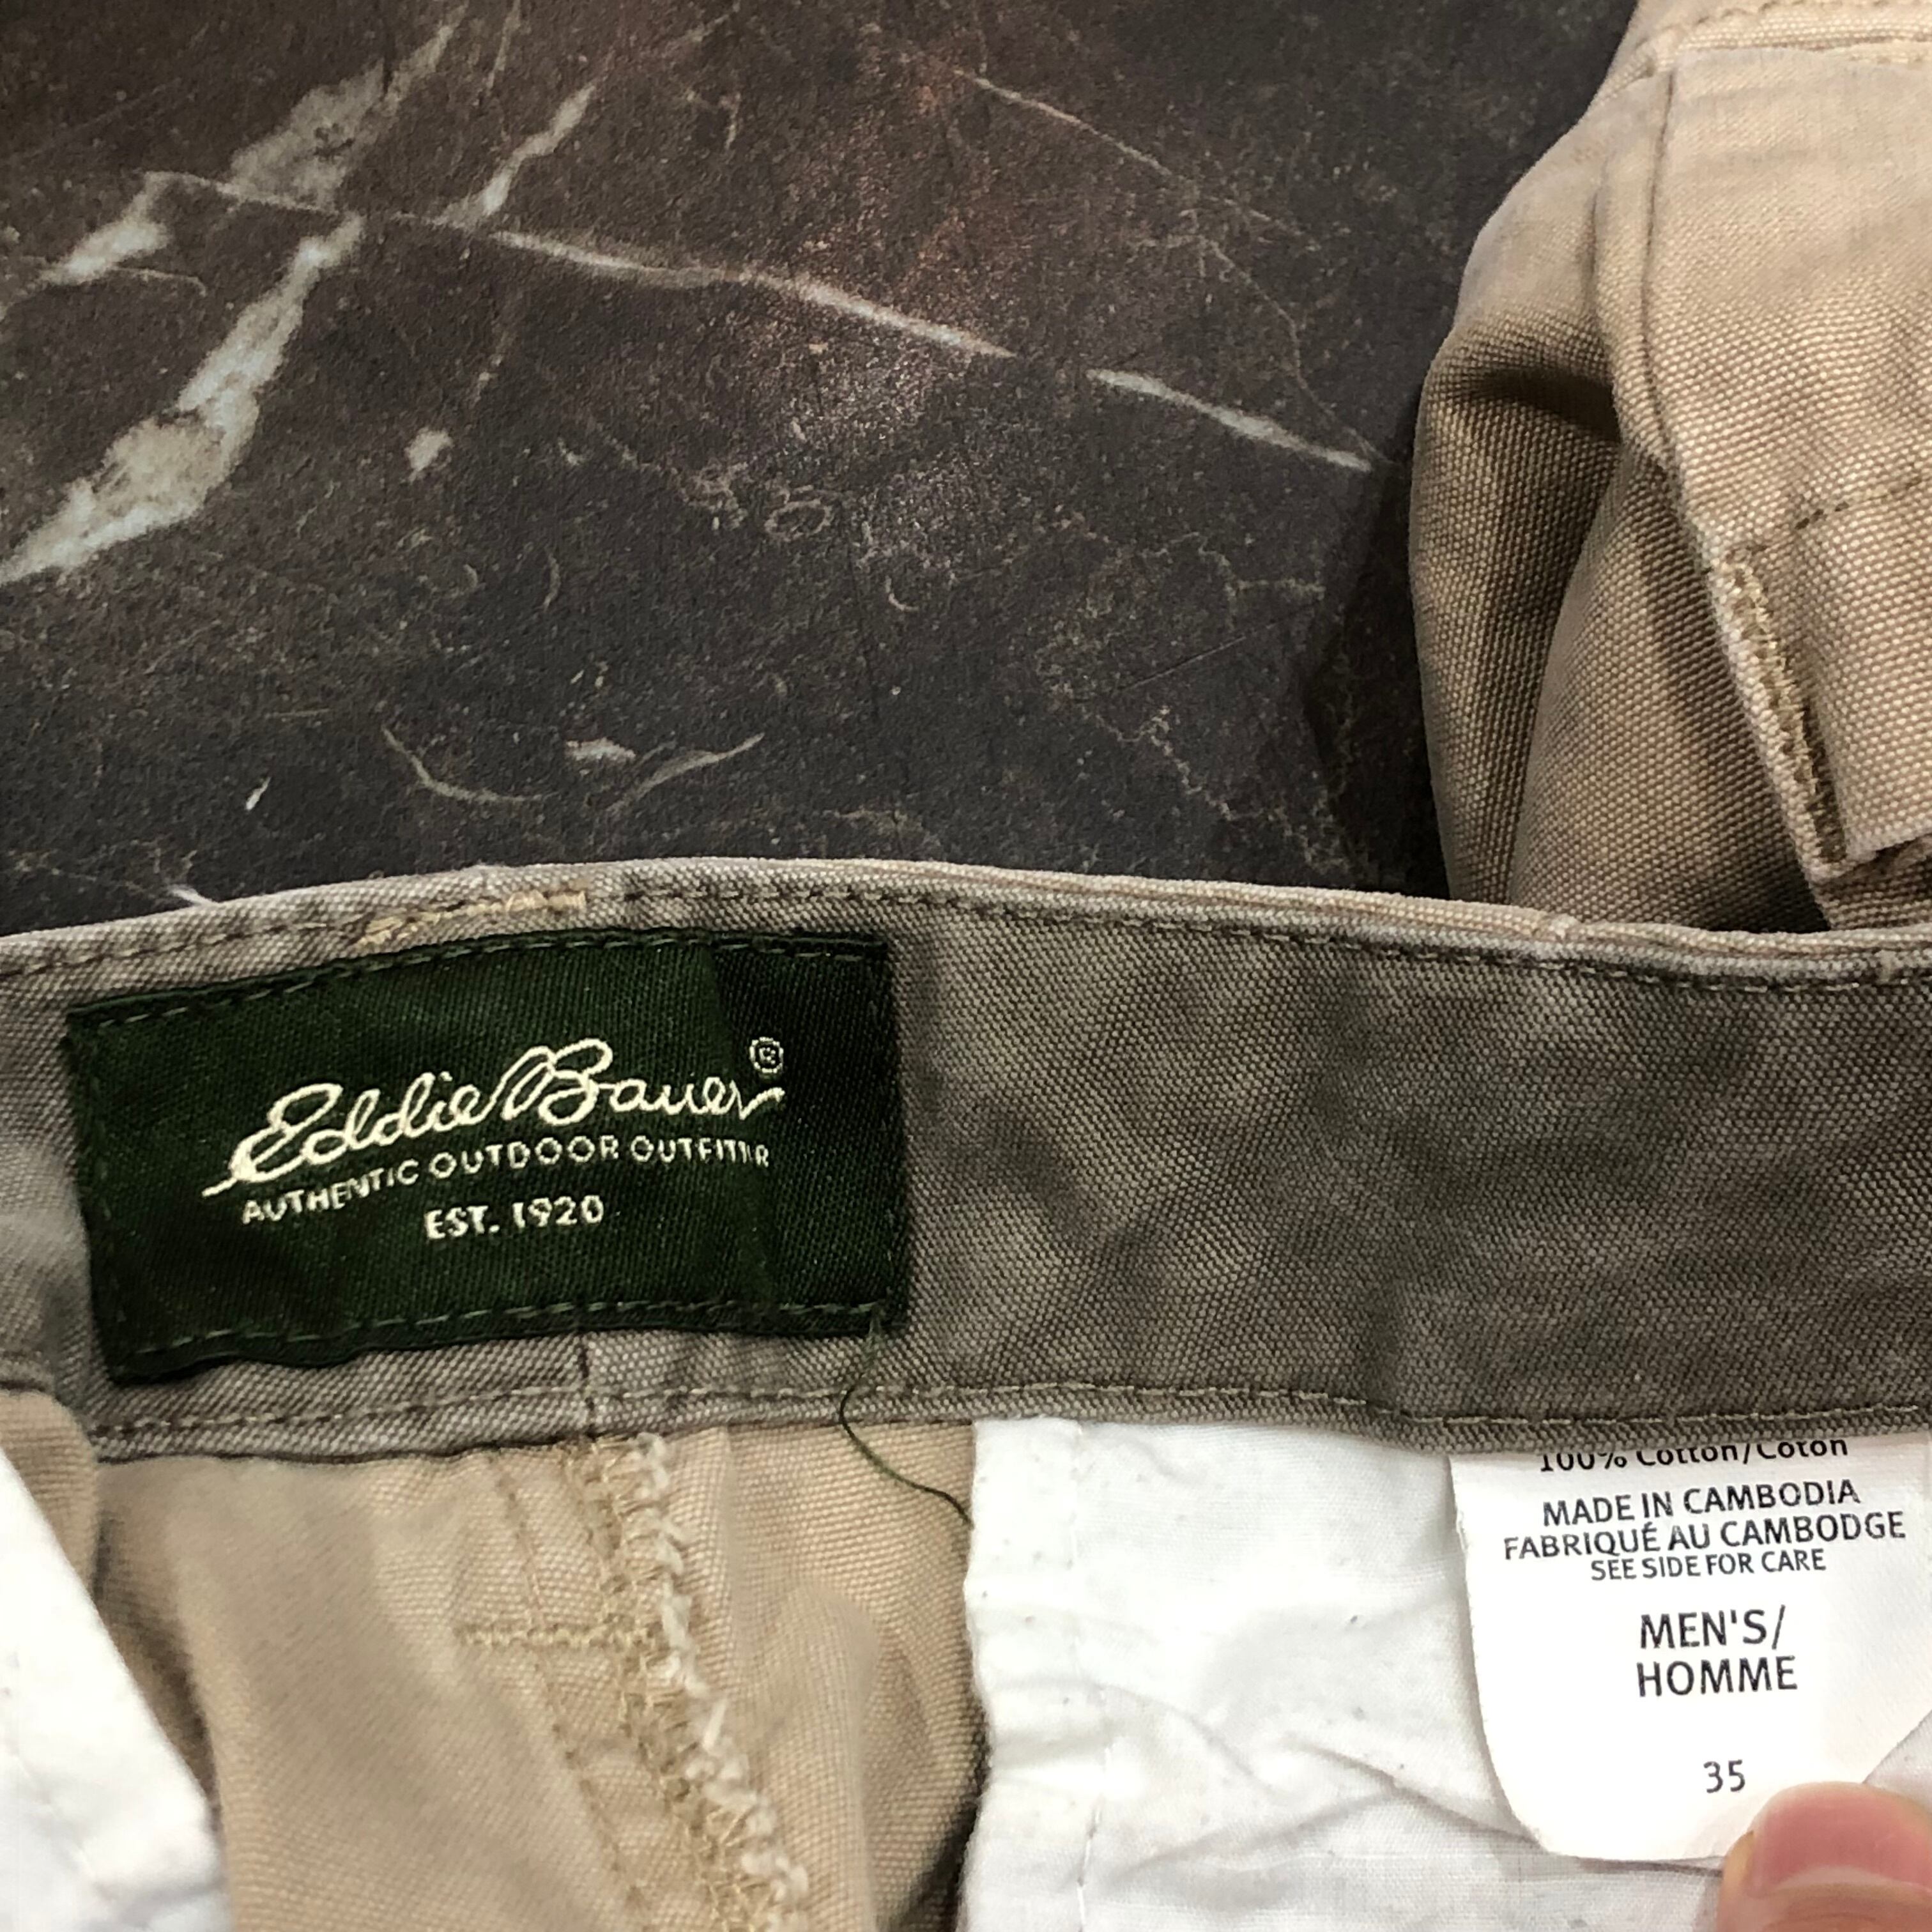 Eddie Bauer®
AUTHENTIC OUTDOOR OUTFITTER
EST. 1920
100% Cotton/Coton
MADE IN CAMBODIA
FABRIQUÉ AU CAMBODGE
SEE SIDE FOR CARE
MEN'S/
HOMME
35